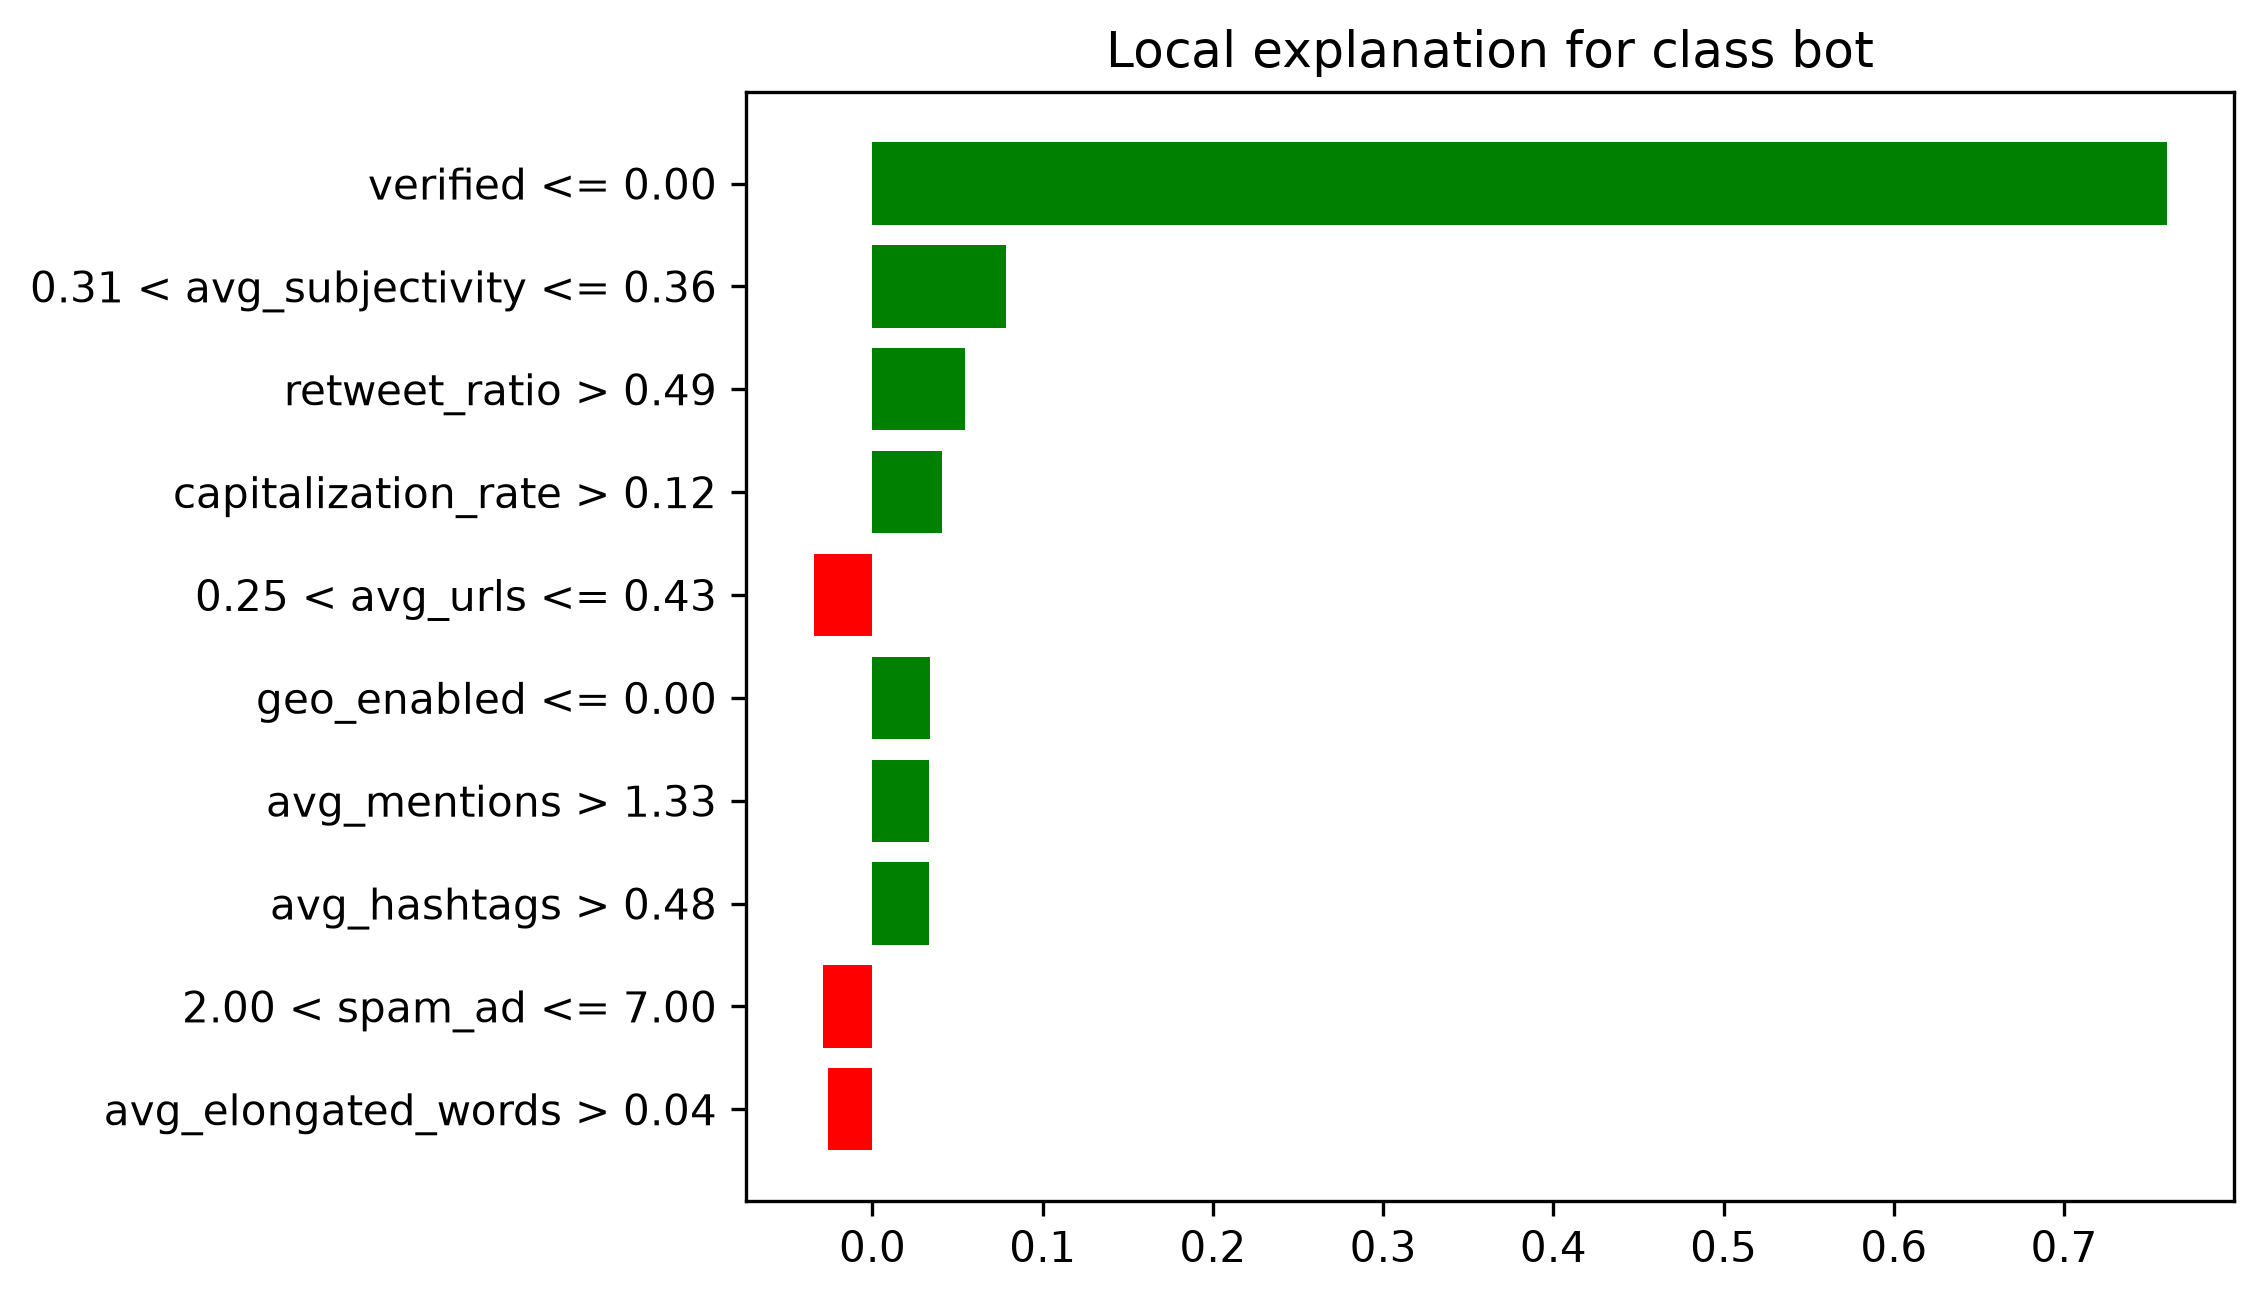 Local explanation for class bot
verified <= 0.00
0.31 < avg_subjectivity <= 0.36
retweet_ratio > 0.49
capitalization_rate > 0.12
0.25 < avg_urls <= 0.43
geo_enabled <= 0.00
avg_mentions > 1.33
avg_hashtags > 0.48
2.00 < spam_ad <= 7.00
avg_elongated_words > 0.04
0.0 0.1 0.2 0.3 0.4 0.5 0.6 0.7